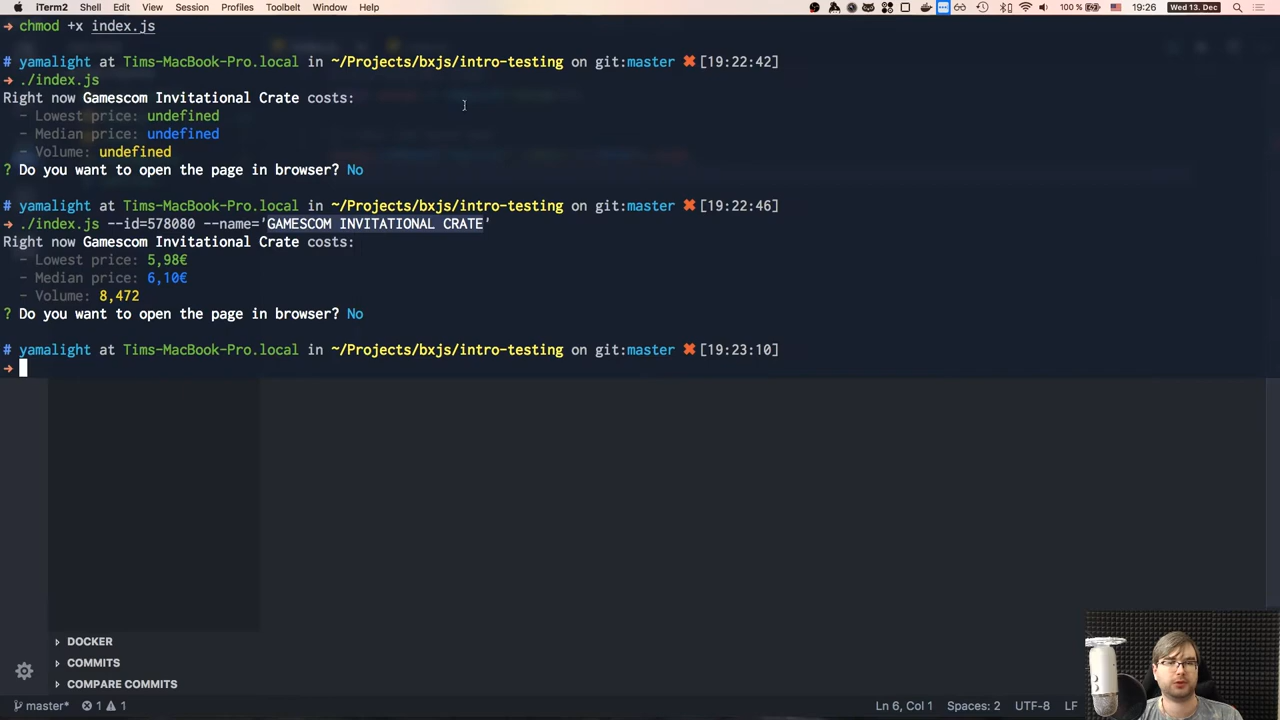 iTerm2 Shell Edit View Session Profiles Toolbelt Window Help 100 % 19:26 Wed 13. Dec
➜ chmod +x index.js
# yamalight at Tims-MacBook-Pro.local in ~/Projects/bxjs/intro-testing on git:master ✖ [19:22:42]
➜ ./index.js
Right now Gamescom Invitational Crate costs:
- Lowest price: undefined
- Median price: undefined
- Volume: undefined
? Do you want to open the page in browser? No
# yamalight at Tims-MacBook-Pro.local in ~/Projects/bxjs/intro-testing on git:master ✖ [19:22:46]
➜ ./index.js --id=578080 --name='GAMESCOM INVITATIONAL CRATE'
Right now Gamescom Invitational Crate costs:
- Lowest price: 5,98€
- Median price: 6,10€
- Volume: 8,472
? Do you want to open the page in browser? No
# yamalight at Tims-MacBook-Pro.local in ~/Projects/bxjs/intro-testing on git:master ✖ [19:23:10]
➜
DOCKER
COMMITS
COMPARE COMMITS
master* 1 1 Ln 6, Col 1 Spaces: 2 UTF-8 LF